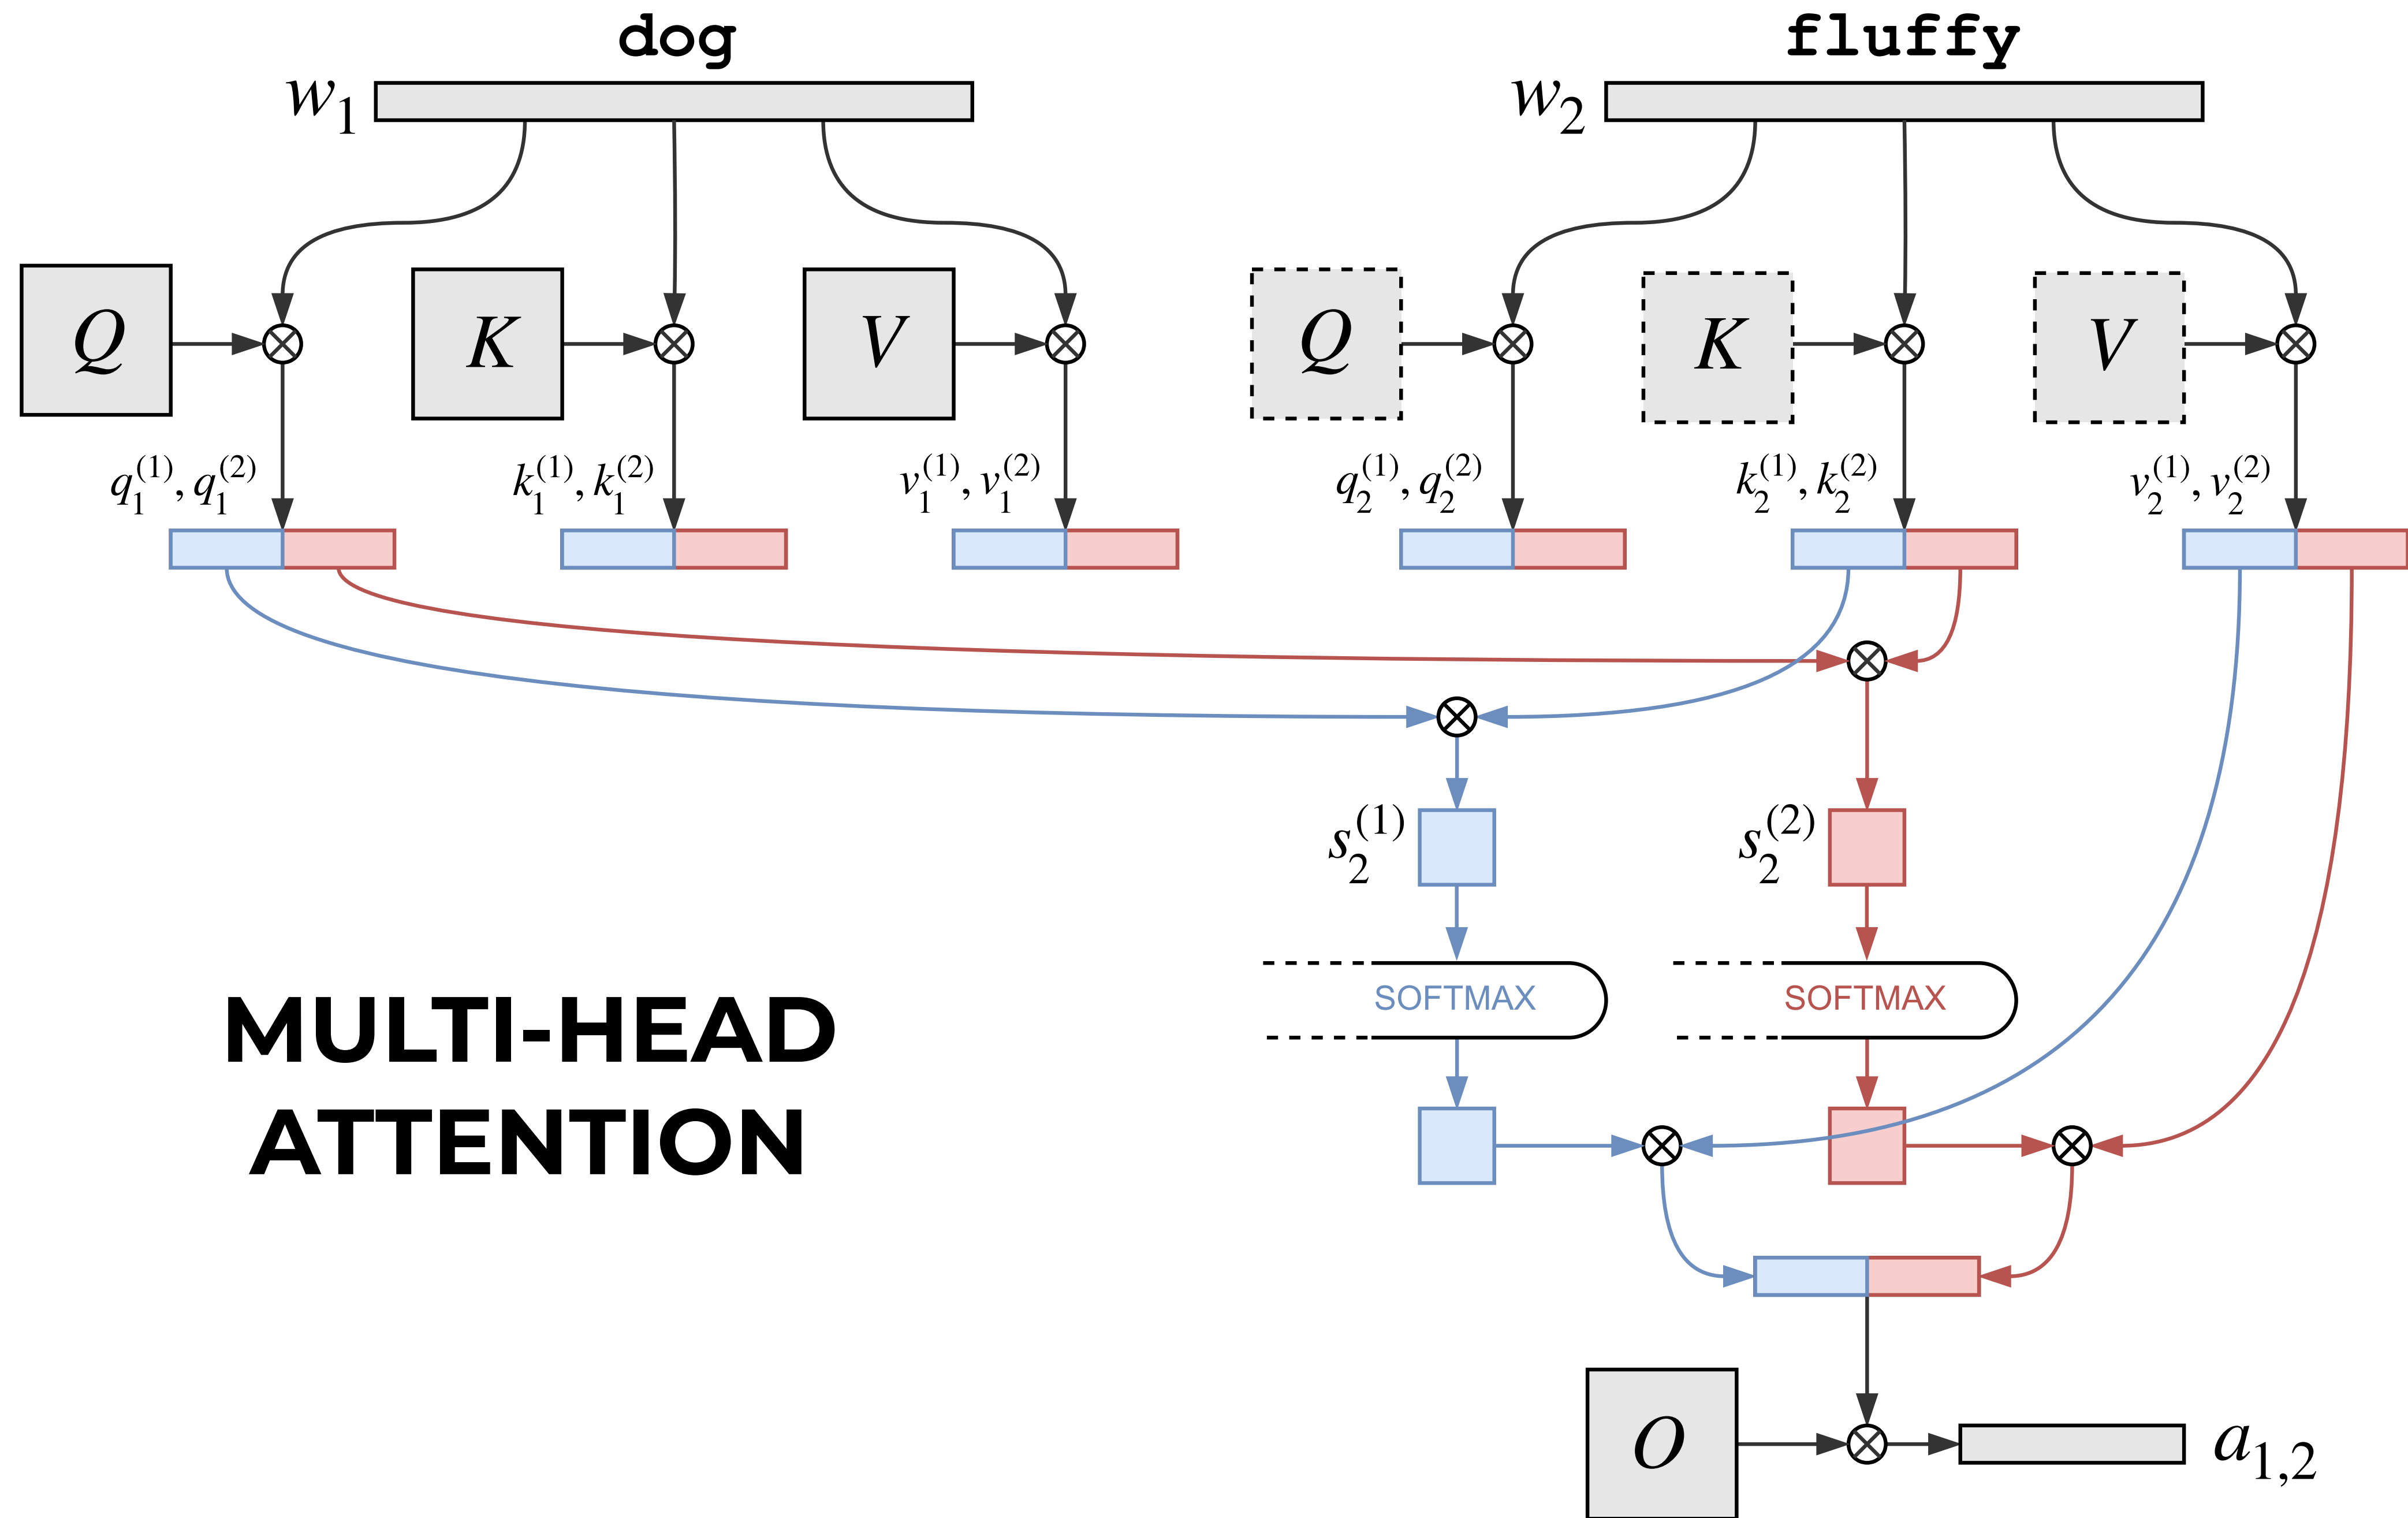 dog fluffy
w₁ w₂
Q K V Q K V
q₁⁽¹⁾, q₁⁽²⁾ k₁⁽¹⁾, k₁⁽²⁾ v₁⁽¹⁾, v₁⁽²⁾ q₂⁽¹⁾, q₂⁽²⁾ k₂⁽¹⁾, k₂⁽²⁾ v₂⁽¹⁾, v₂⁽²⁾
s₂⁽¹⁾ s₂⁽²⁾
SOFTMAX SOFTMAX
MULTI-HEAD
ATTENTION
O a₁,₂